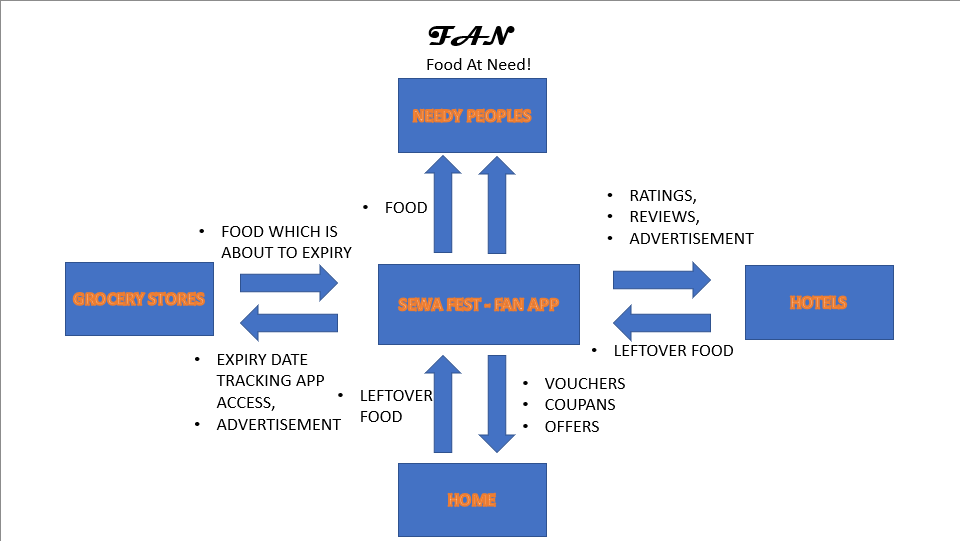 FAN
Food At Need!
NEEDY PEOPLES
• FOOD
• RATINGS,
• REVIEWS,
• ADVERTISEMENT
• FOOD WHICH IS
ABOUT TO EXPIRY
GROCERY STORES
SEWA FEST - FAN APP
HOTELS
• EXPIRY DATE
TRACKING APP
ACCESS,
• ADVERTISEMENT
• LEFTOVER
FOOD
• LEFTOVER FOOD
• VOUCHERS
• COUPANS
• OFFERS
HOME